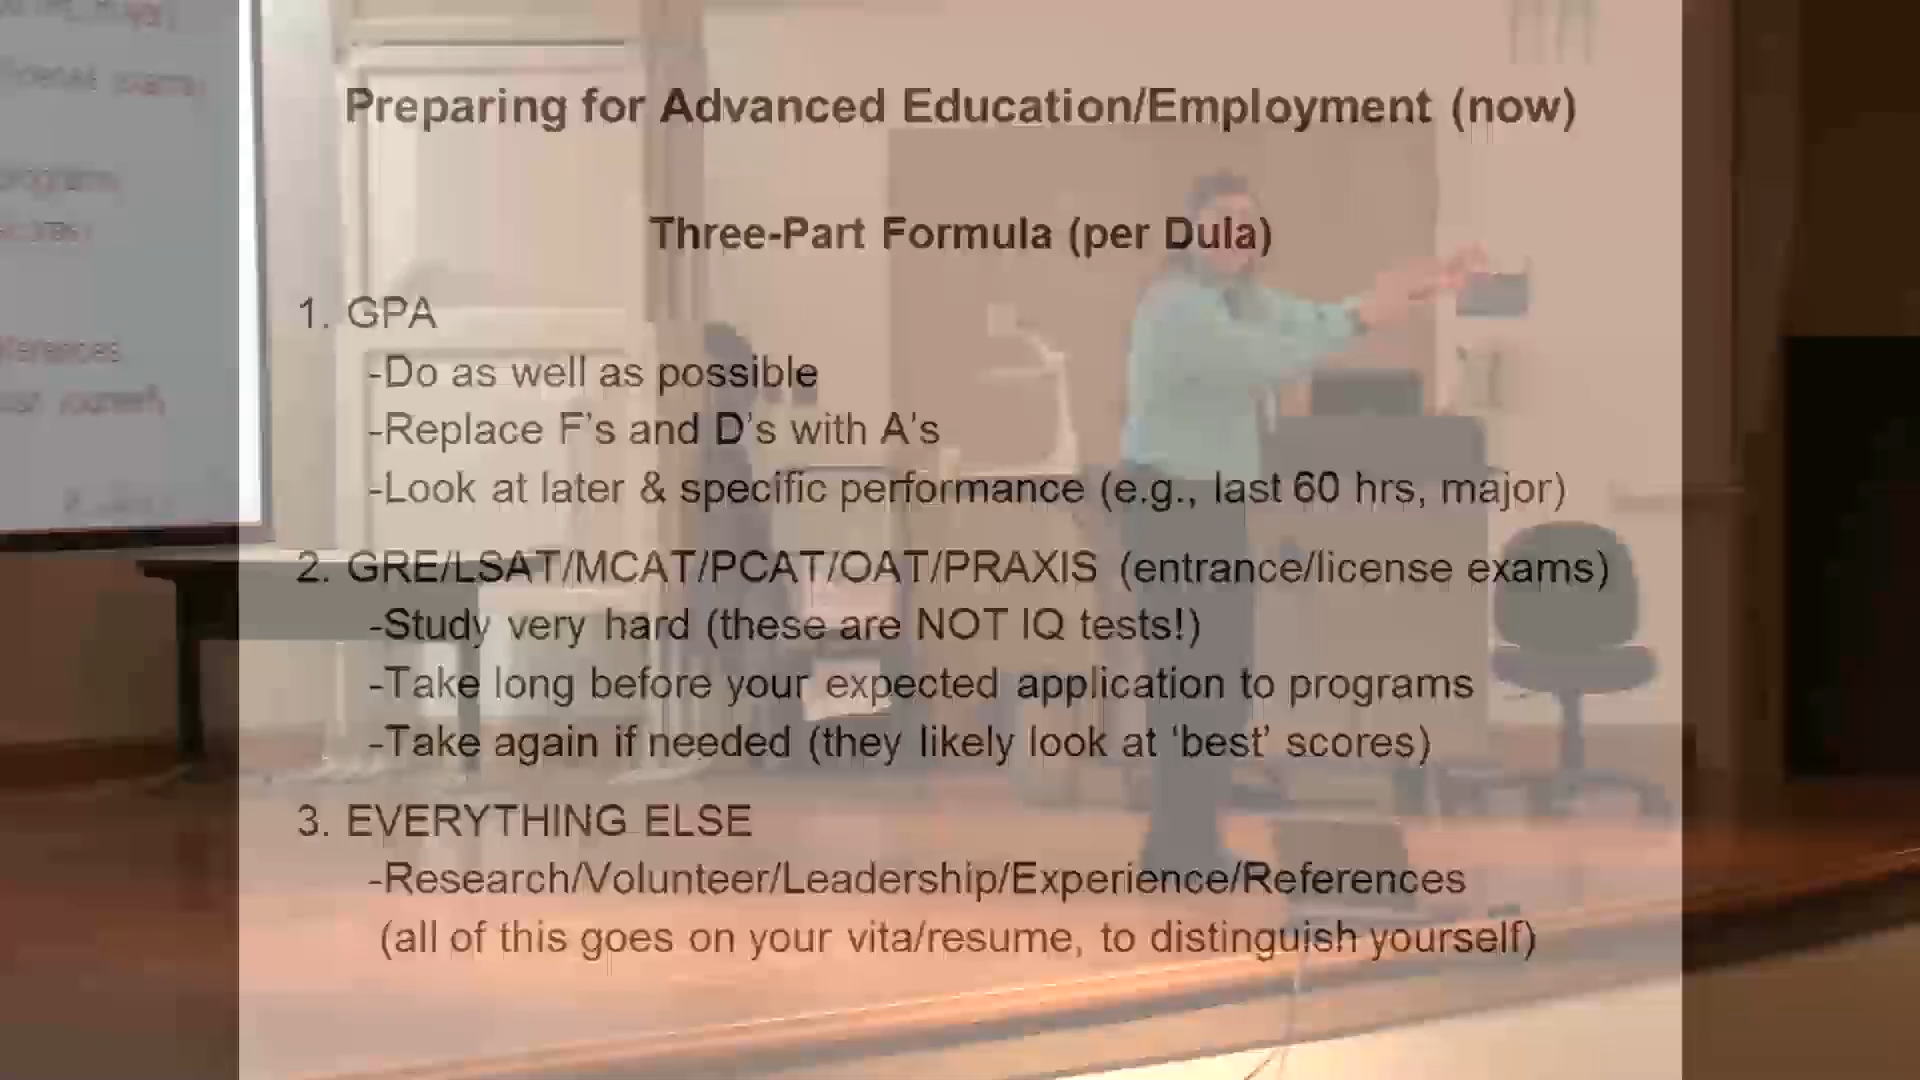 Preparing for Advanced Education/Employment (now)
Three-Part Formula (per Dula)
1. GPA
-Do as well as possible
-Replace F's and D's with A's
-Look at later & specific performance (e.g., last 60 hrs, major)
2. GRE/LSAT/MCAT/PCAT/OAT/PRAXIS (entrance/license exams)
-Study very hard (these are NOT IQ tests!)
-Take long before your expected application to programs
-Take again if needed (they likely look at 'best' scores)
3. EVERYTHING ELSE
-Research/Volunteer/Leadership/Experience/References
(all of this goes on your vita/resume, to distinguish yourself)
programs